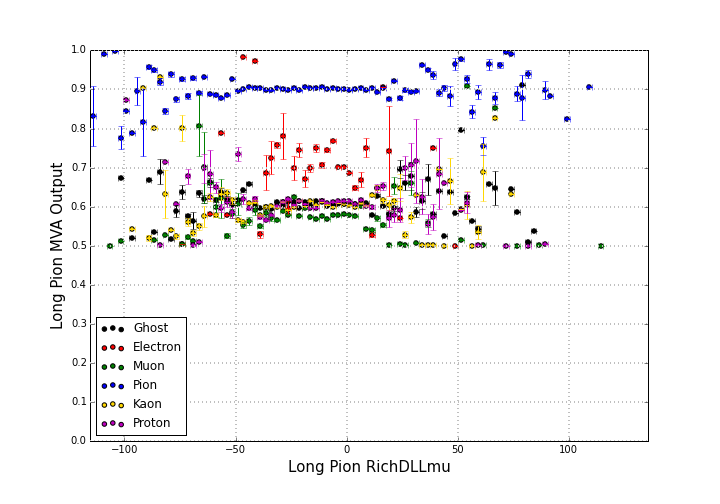 1.0
0.9
0.8
0.7
0.6
0.5
0.4
0.3
0.2
0.1
0.0
Long Pion MVA Output
Ghost
Electron
Muon
Pion
Kaon
Proton
−100
−50
0
50
100
Long Pion RichDLLmu